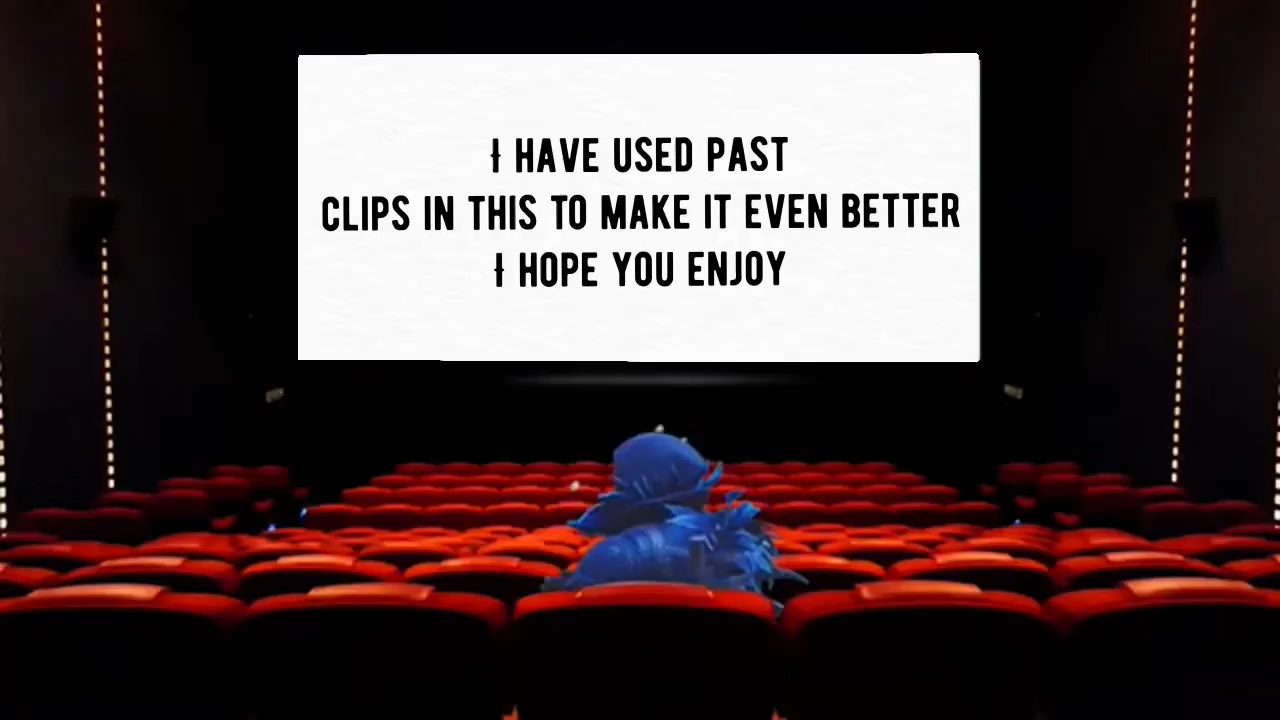 I HAVE USED PAST
CLIPS IN THIS TO MAKE IT EVEN BETTER
I HOPE YOU ENJOY